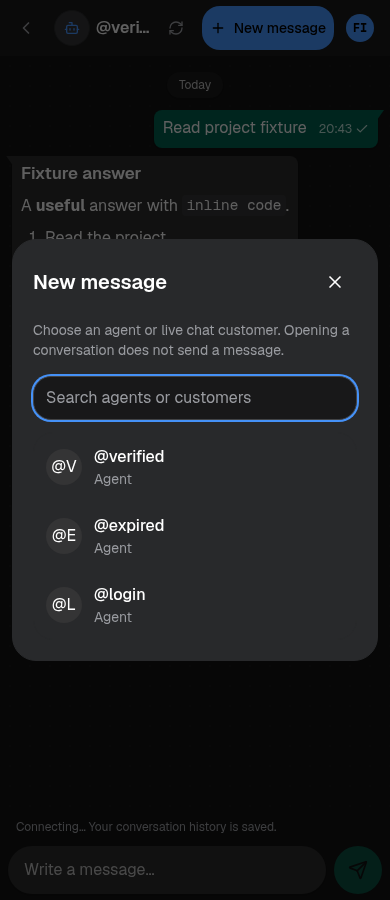 @veri...
New message
FI
Today
Read project fixture 20:43
Fixture answer
A useful answer with inline code.
1. Read the project
New message
Choose an agent or live chat customer. Opening a
conversation does not send a message.
Search agents or customers
@V
@verified
Agent
@E
@expired
Agent
@L
@login
Agent
Connecting... Your conversation history is saved.
Write a message...